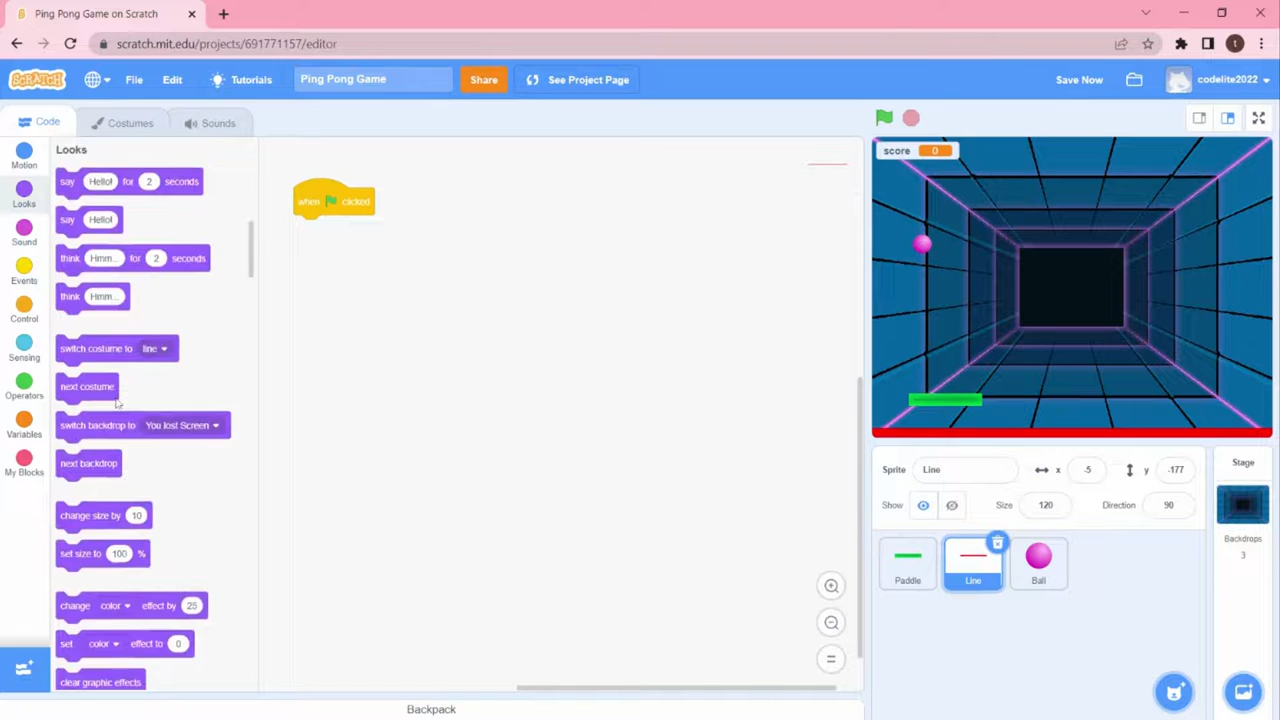 Ping Pong Game on Scratch
scratch.mit.edu/projects/691771157/editor
t
SCRATCH
File
Edit
Tutorials
Ping Pong Game
Share
See Project Page
Save Now
codelite2022
Code
Costumes
Sounds
Motion
Looks
Sound
Events
Control
Sensing
Operators
Variables
My Blocks
Looks
say Hello! for 2 seconds
say Hello!
think Hmm... for 2 seconds
think Hmm...
switch costume to line
next costume
switch backdrop to You lost Screen
next backdrop
change size by 10
set size to 100 %
change color effect by 25
set color effect to 0
clear graphic effects
when clicked
score 0
Sprite Line x -5 y -177
Show Size 120 Direction 90
Paddle
Line
Ball
Stage
Backdrops
3
Backpack